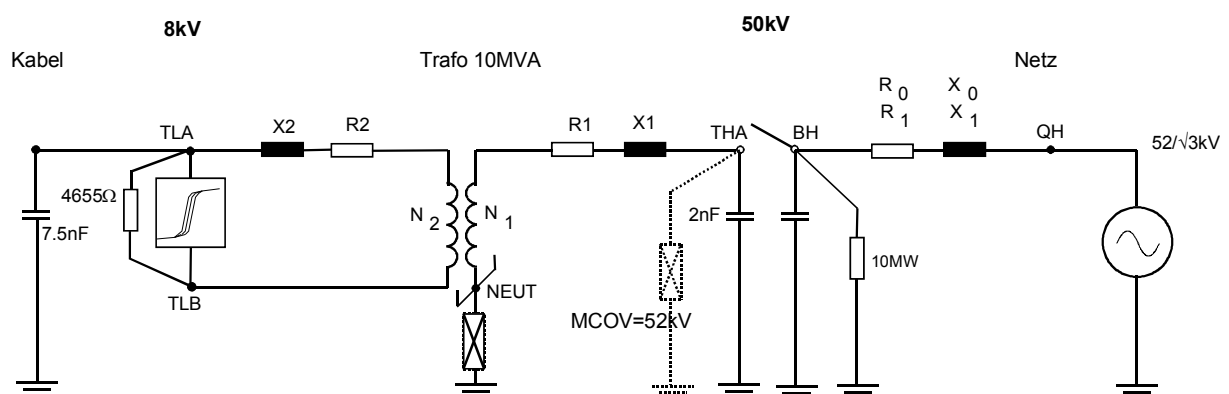 8kV
50kV
Kabel
Trafo 10MVA
Netz
R 0
X 0
R 1
X 1
TLA
X2
R2
R1
X1
THA
BH
QH
52/√3kV
4655Ω
7.5nF
N 2
N 1
2nF
10MW
TLB
NEUT
MCOV=52kV